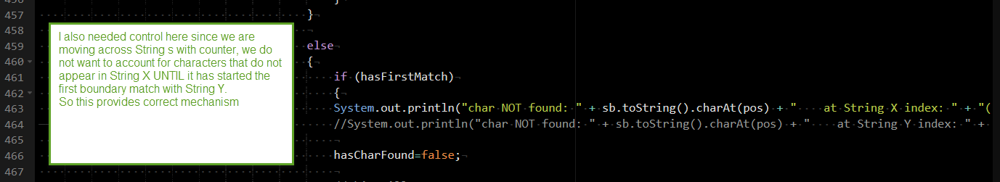 456 }
457 }
458
I also needed control here since we are
moving across String s with counter, we do
not want to account for characters that do not
appear in String X UNTIL it has started the
first boundary match with String Y.
So this provides correct mechanism
459 else
460 {
461 if (hasFirstMatch)
462 {
463 System.out.println("char NOT found: " + sb.toString().charAt(pos) + "    at String X index: " + "(
464 //System.out.println("char NOT found: " + sb.toString().charAt(pos) + "    at String Y index: " +
465
466 hasCharFound=false;
467